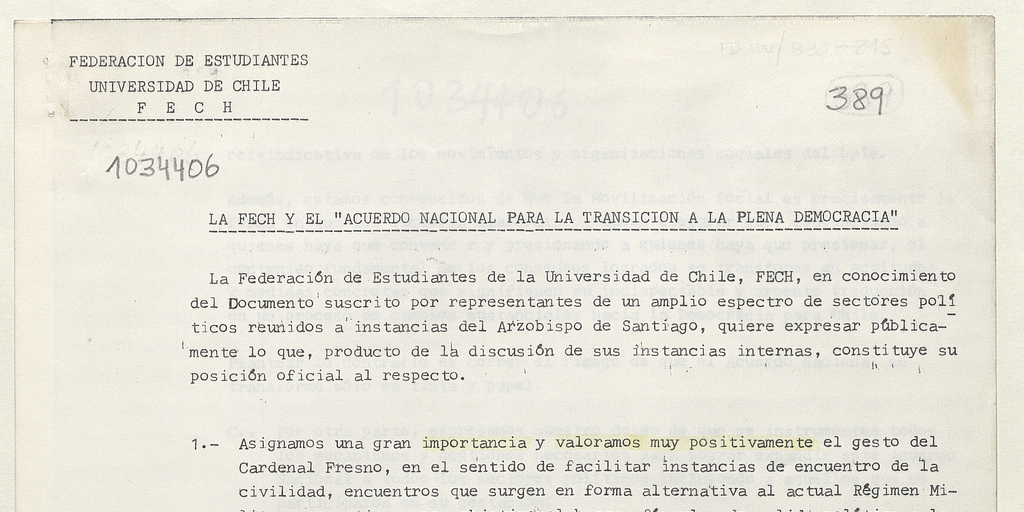 FEDERACION DE ESTUDIANTES
UNIVERSIDAD DE CHILE
F E C H
389
1034406
LA FECH Y EL "ACUERDO NACIONAL PARA LA TRANSICION A LA PLENA DEMOCRACIA"
La Federación de Estudiantes de la Universidad de Chile, FECH, en conocimiento
del Documento suscrito por representantes de un amplio espectro de sectores polí
ticos reunidos a instancias del Arzobispo de Santiago, quiere expresar pública-
mente lo que, producto de la discusión de sus instancias internas, constituye su
posición oficial al respecto.
1.- Asignamos una gran importancia y valoramos muy positivamente el gesto del
Cardenal Fresno, en el sentido de facilitar instancias de encuentro de la
civilidad, encuentros que surgen en forma alternativa al actual Régimen Mi-